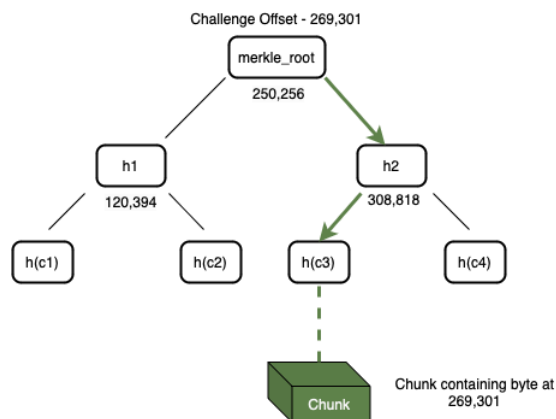 Challenge Offset - 269,301
merkle_root
250,256
h1
h2
120,394
308,818
h(c1)
h(c2)
h(c3)
h(c4)
Chunk
Chunk containing byte at
269,301